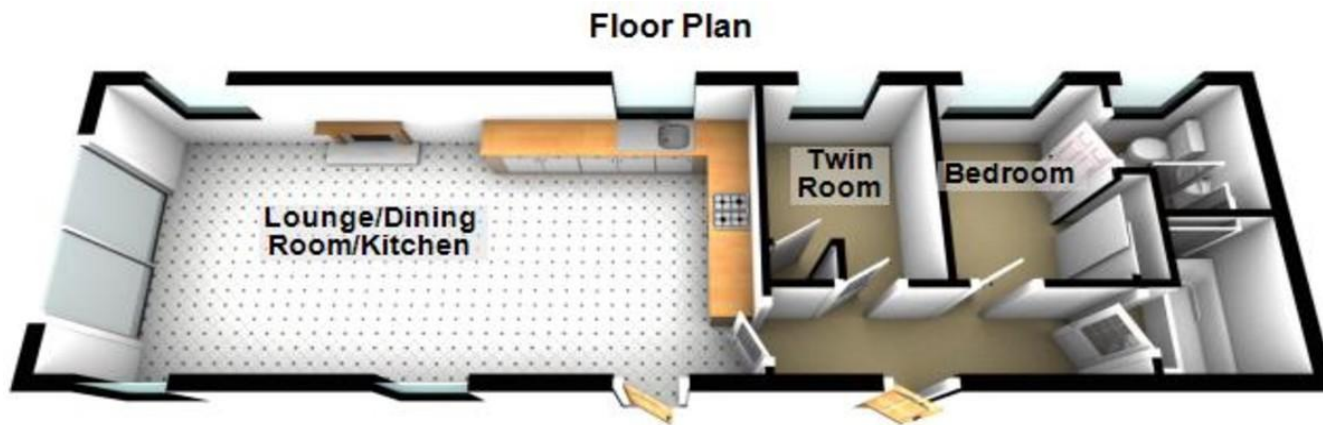 Floor Plan
Lounge/Dining
Room/Kitchen
Twin
Room
Bedroom